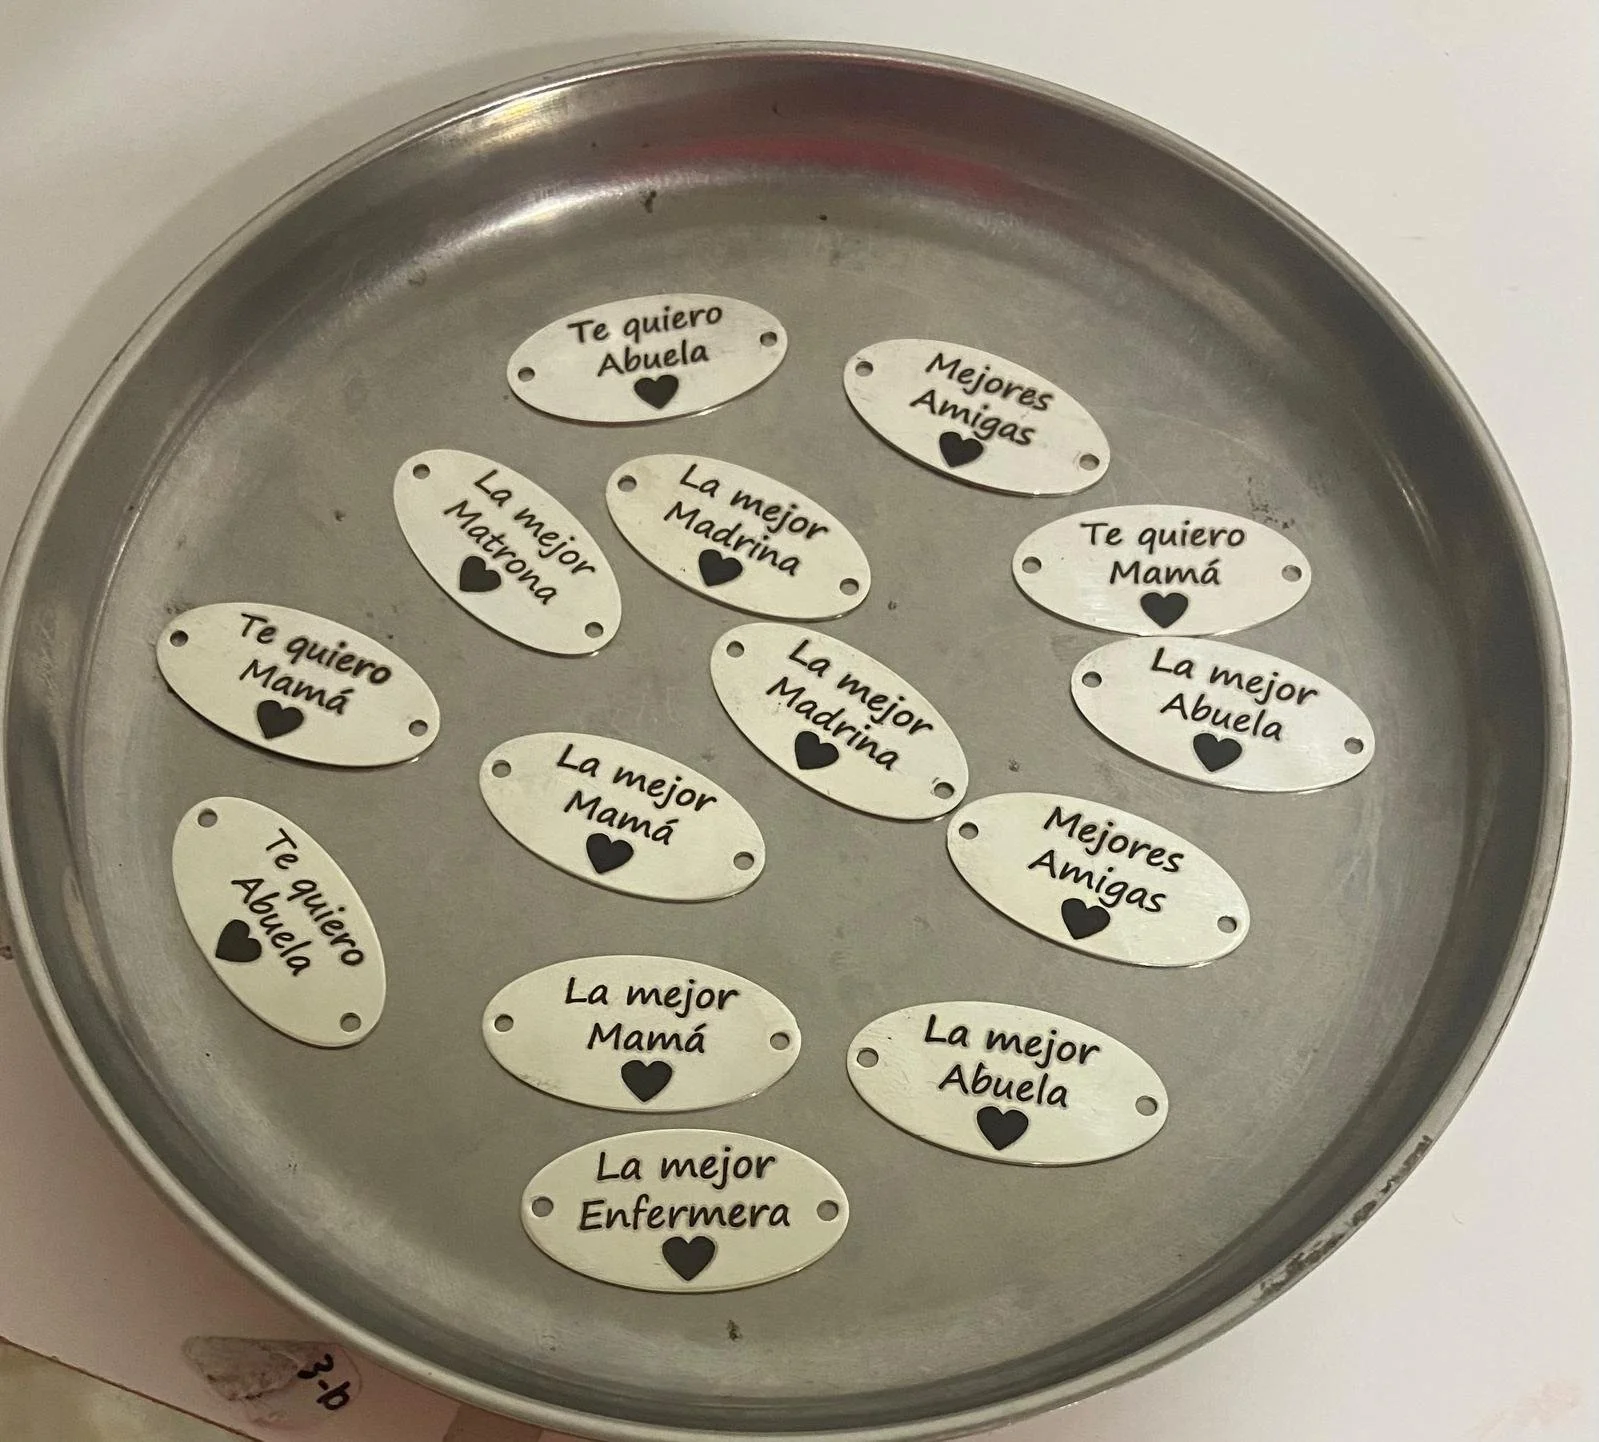 Te quiero
Abuela
Mejores
Amigas
La mejor
Matrona
La mejor
Madrina
Te quiero
Mamá
Te quiero
Mamá
La mejor
Madrina
La mejor
Abuela
La mejor
Mamá
Mejores
Amigas
Te quiero
Abuela
La mejor
Mamá
La mejor
Abuela
La mejor
Enfermera
3-b